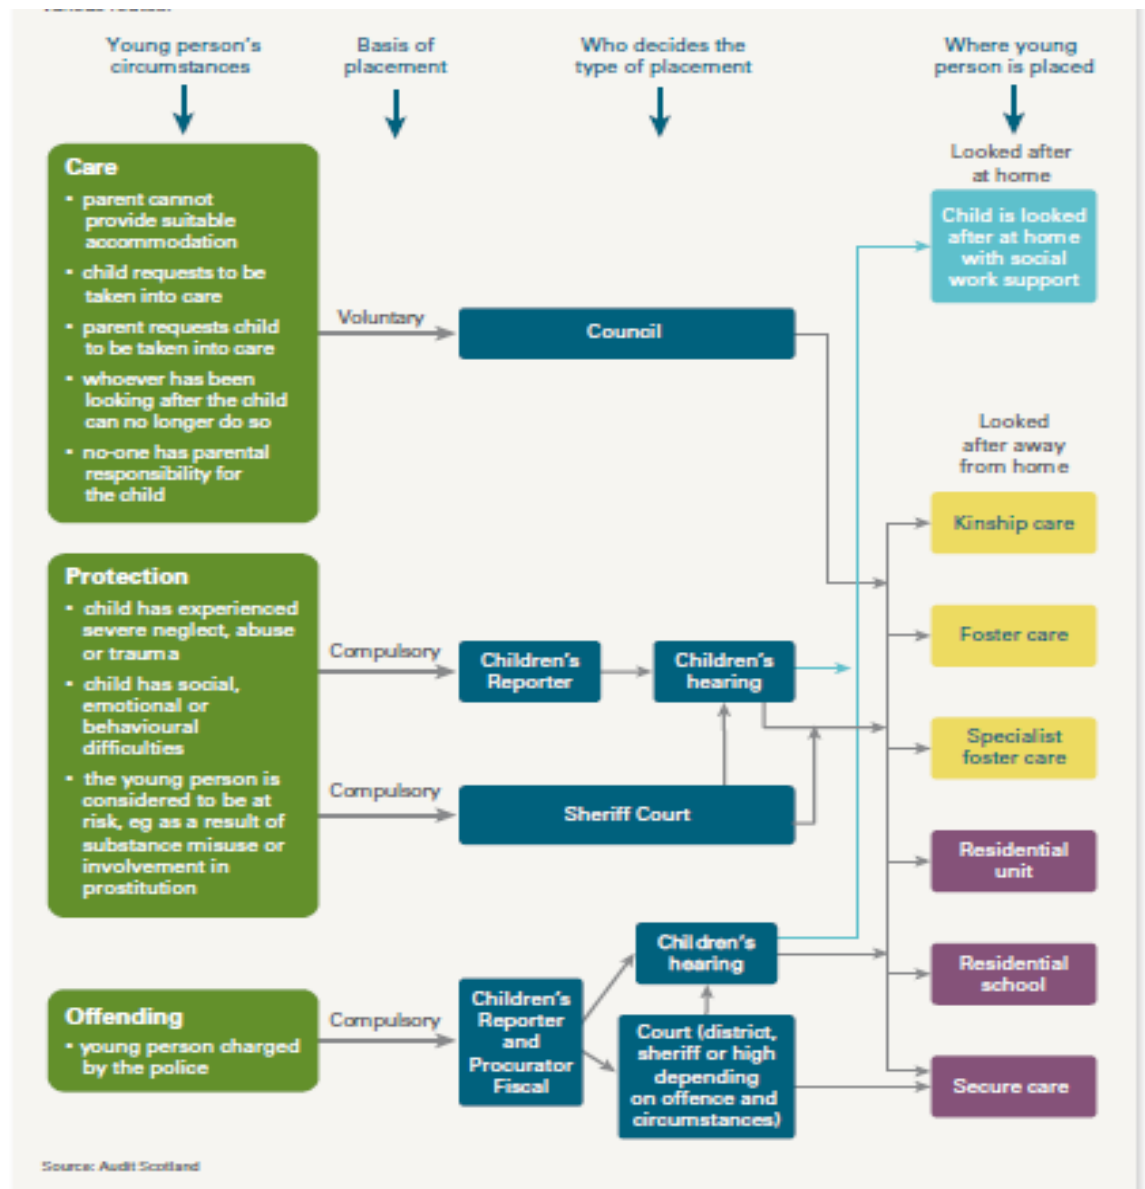 Young person's
circumstances
Basis of
placement
Who decides the
type of placement
Where young
person is placed
Looked after
at home
Care
• parent cannot
provide suitable
accommodation
• child requests to be
taken into care
• parent requests child
to be taken into care
• whoever has been
looking after the child
can no longer do so
• no-one has parental
responsibility for
the child
Voluntary
Council
Child is looked
after at home
with social
work support
Looked
after away
from home
Kinship care
Foster care
Specialist
foster care
Residential
unit
Residential
school
Secure care
Protection
• child has experienced
severe neglect, abuse
or trauma
• child has social,
emotional or
behavioural
difficulties
• the young person is
considered to be at
risk, eg as a result of
substance misuse or
involvement in
prostitution
Compulsory
Children's
Reporter
Children's
hearing
Compulsory
Sheriff Court
Offending
• young person charged
by the police
Compulsory
Children's
Reporter
and
Procurator
Fiscal
Children's
hearing
Court (district,
sheriff or high
depending
on offence and
circumstances)
Source: Audit Scotland